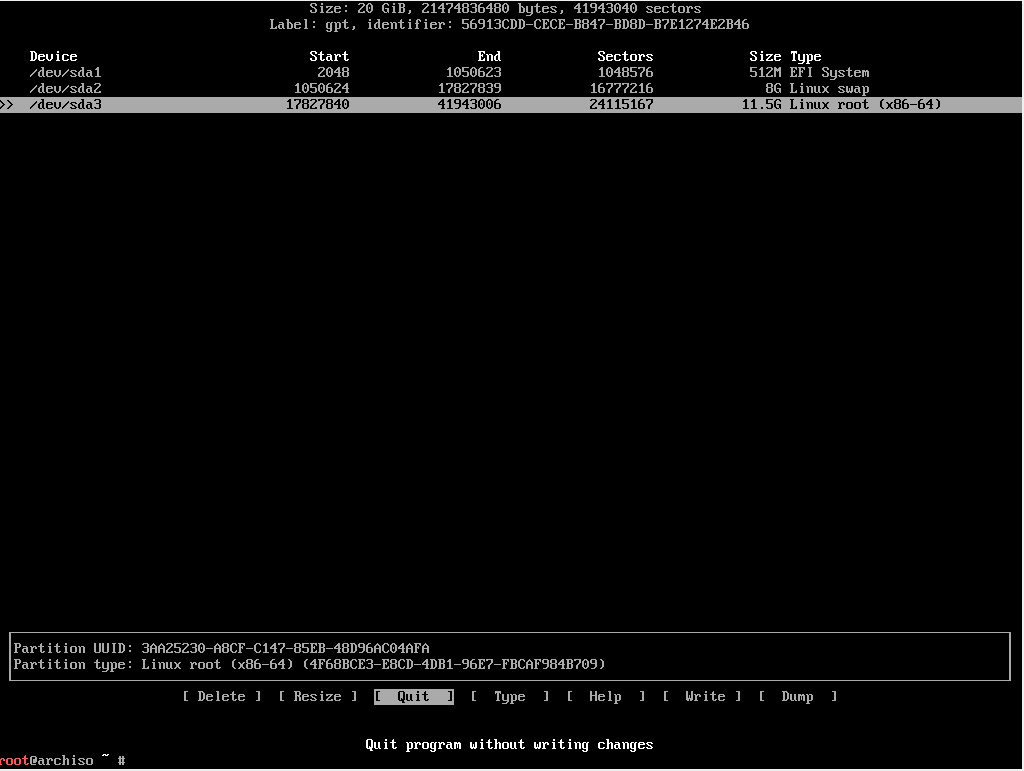 Size: 20 GiB, 21474836480 bytes, 41943040 sectors
Label: gpt, identifier: 56913CDD-CECE-B847-BD8D-B7E1274E2B46
Device Start End Sectors Size Type
/dev/sda1 2048 1050623 1048576 512M EFI System
/dev/sda2 1050624 17827839 16777216 8G Linux swap
>> /dev/sda3 17827840 41943006 24115167 11.5G Linux root (x86-64)
Partition UUID: 3AA25230-A8CF-C147-85EB-48D96AC04AFA
Partition type: Linux root (x86-64) (4F68BCE3-E8CD-4DB1-96E7-FBCAF984B709)
[ Delete ] [ Resize ] [ Quit ] [ Type ] [ Help ] [ Write ] [ Dump ]
Quit program without writing changes
root@archiso ~ #